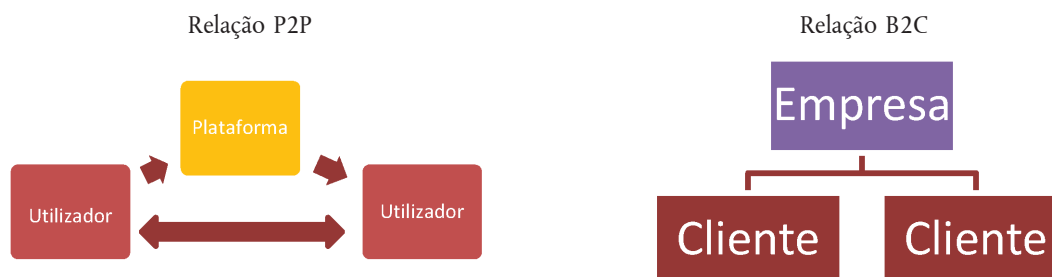 Relação P2P
Plataforma
Utilizador
Utilizador
Relação B2C
Empresa
Cliente
Cliente